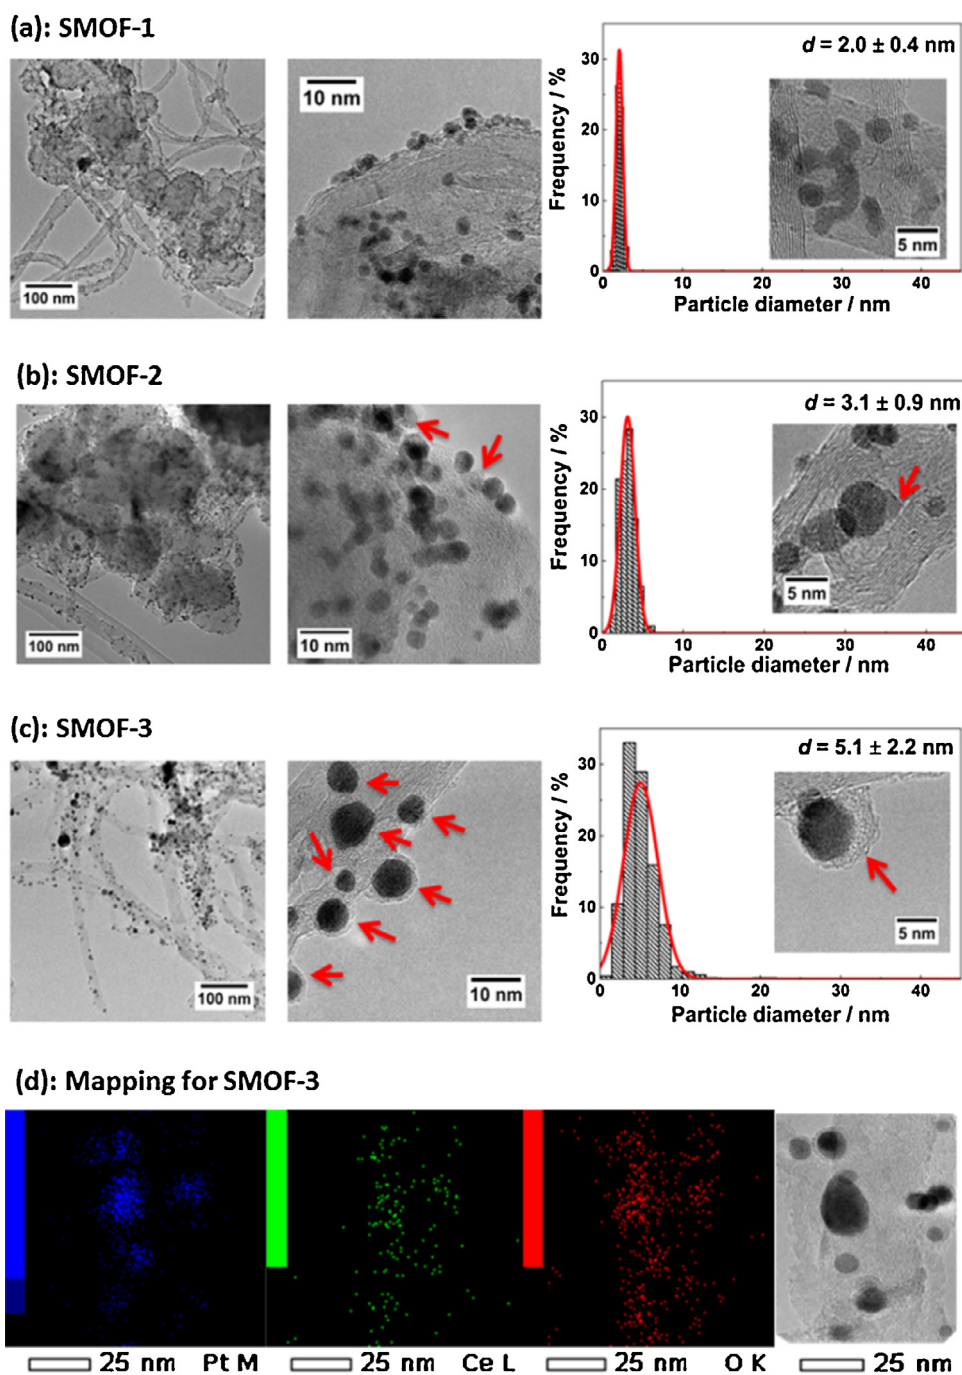 (a): SMOF-1
100 nm
10 nm
Frequency / %
30
20
10
0
0 10 20 30 40
Particle diameter / nm
d = 2.0 ± 0.4 nm
5 nm
(b): SMOF-2
100 nm
10 nm
Frequency / %
30
20
10
0
0 10 20 30 40
Particle diameter / nm
d = 3.1 ± 0.9 nm
5 nm
(c): SMOF-3
100 nm
10 nm
Frequency / %
30
20
10
0
0 10 20 30 40
Particle diameter / nm
d = 5.1 ± 2.2 nm
5 nm
(d): Mapping for SMOF-3
25 nm Pt M
25 nm Ce L
25 nm O K
25 nm